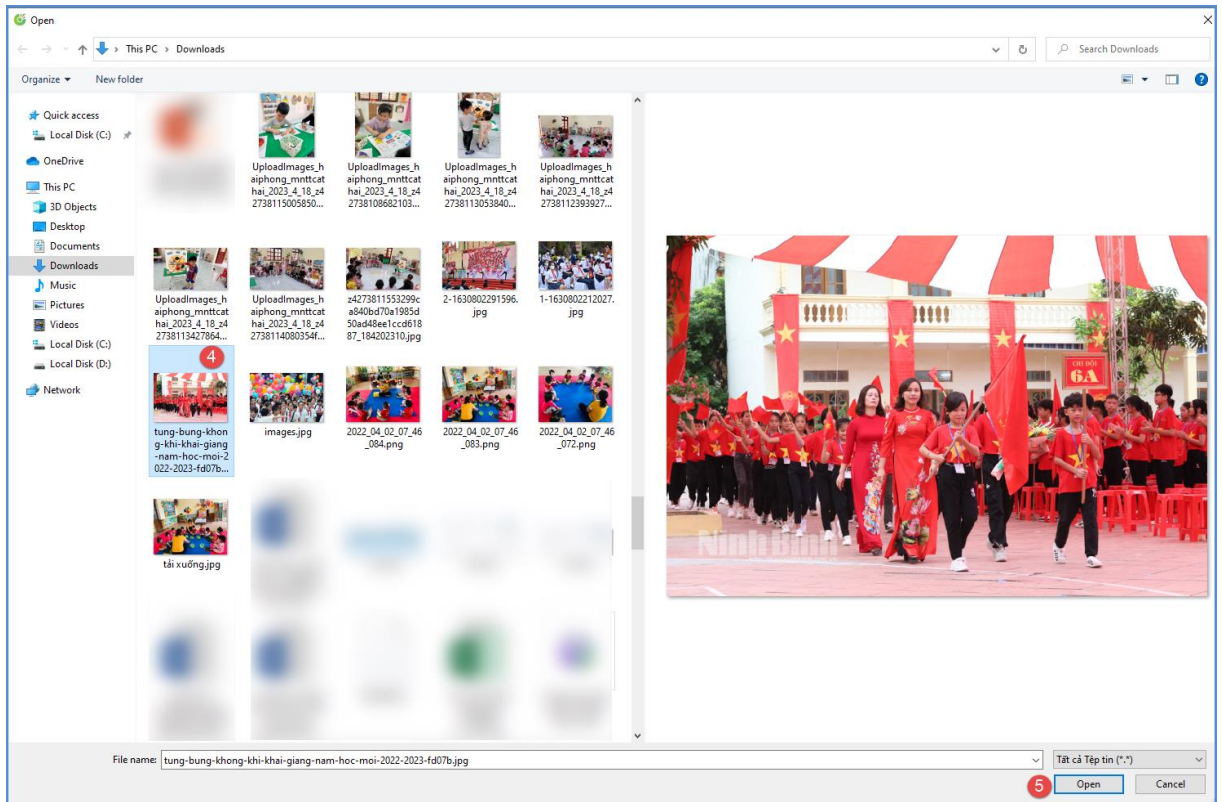 Open
This PC > Downloads
Search Downloads
Organize
New folder
Quick access
Local Disk (C:)
OneDrive
This PC
3D Objects
Desktop
Documents
Downloads
Music
Pictures
Videos
Local Disk (C:)
Local Disk (D:)
Network
UploadImages_h
aiphong_mnttcat
hai_2023_4_18_z4
2738115005850...
UploadImages_h
aiphong_mnttcat
hai_2023_4_18_z4
2738108682103...
UploadImages_h
aiphong_mnttcat
hai_2023_4_18_z4
2738113053840...
UploadImages_h
aiphong_mnttcat
hai_2023_4_18_z4
2738112393927...
UploadImages_h
aiphong_mnttcat
hai_2023_4_18_z4
2738113427864...
UploadImages_h
aiphong_mnttcat
hai_2023_4_18_z4
2738114080354f...
z4273811553299c
a840bd70a1985d
50ad48ee1ccd618
87_184202310.jpg
2-1630802291596.
jpg
1-1630802212027.
jpg
4
tung-bung-khon
g-khi-khai-giang
-nam-hoc-moi-2
022-2023-fd07b...
images.jpg
2022_04_02_07_46
_084.png
2022_04_02_07_46
_083.png
2022_04_02_07_46
_072.png
tải xuống.jpg
CHI ĐỘI
6A
Ninh Bình
File name:
tung-bung-khong-khi-khai-giang-nam-hoc-moi-2022-2023-fd07b.jpg
Tất cả Tệp tin (*.*)
5
Open
Cancel